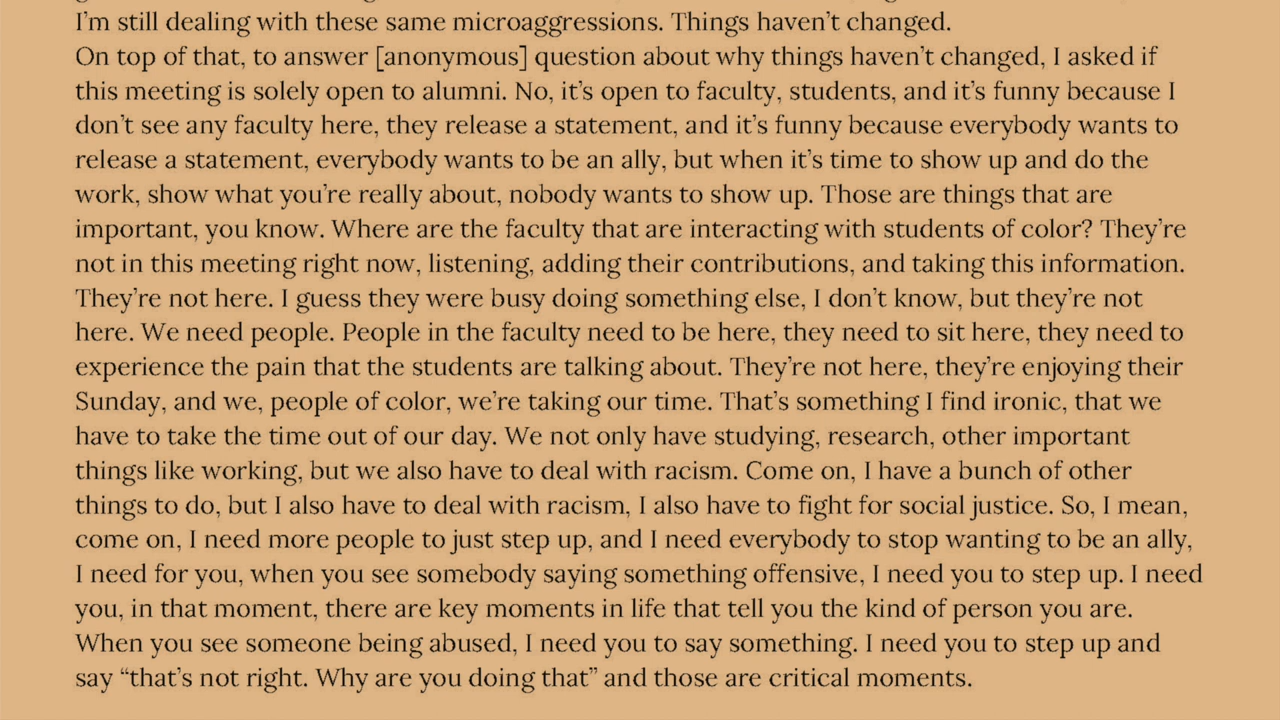 I’m still dealing with these same microaggressions. Things haven’t changed.
On top of that, to answer [anonymous] question about why things haven’t changed, I asked if
this meeting is solely open to alumni. No, it’s open to faculty, students, and it’s funny because I
don’t see any faculty here, they release a statement, and it’s funny because everybody wants to
release a statement, everybody wants to be an ally, but when it’s time to show up and do the
work, show what you’re really about, nobody wants to show up. Those are things that are
important, you know. Where are the faculty that are interacting with students of color? They’re
not in this meeting right now, listening, adding their contributions, and taking this information.
They’re not here. I guess they were busy doing something else, I don’t know, but they’re not
here. We need people. People in the faculty need to be here, they need to sit here, they need to
experience the pain that the students are talking about. They’re not here, they’re enjoying their
Sunday, and we, people of color, we’re taking our time. That’s something I find ironic, that we
have to take the time out of our day. We not only have studying, research, other important
things like working, but we also have to deal with racism. Come on, I have a bunch of other
things to do, but I also have to deal with racism, I also have to fight for social justice. So, I mean,
come on, I need more people to just step up, and I need everybody to stop wanting to be an ally,
I need for you, when you see somebody saying something offensive, I need you to step up. I need
you, in that moment, there are key moments in life that tell you the kind of person you are.
When you see someone being abused, I need you to say something. I need you to step up and
say “that’s not right. Why are you doing that” and those are critical moments.